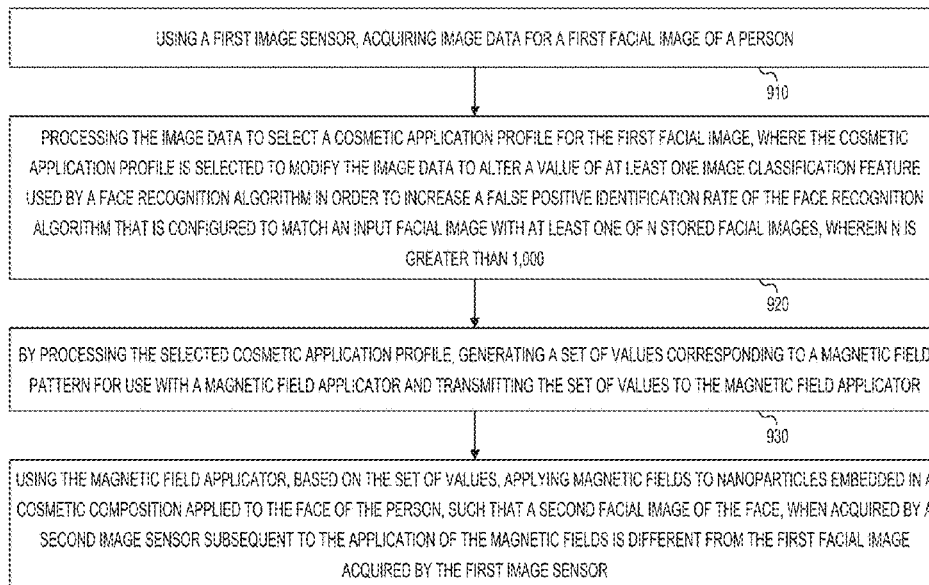 USING A FIRST IMAGE SENSOR, ACQUIRING IMAGE DATA FOR A FIRST FACIAL IMAGE OF A PERSON
910
PROCESSING THE IMAGE DATA TO SELECT A COSMETIC APPLICATION PROFILE FOR THE FIRST FACIAL IMAGE, WHERE THE COSMETIC
APPLICATION PROFILE IS SELECTED TO MODIFY THE IMAGE DATA TO ALTER A VALUE OF AT LEAST ONE IMAGE CLASSIFICATION FEATURE
USED BY A FACE RECOGNITION ALGORITHM IN ORDER TO INCREASE A FALSE POSITIVE IDENTIFICATION RATE OF THE FACE RECOGNITION
ALGORITHM THAT IS CONFIGURED TO MATCH AN INPUT FACIAL IMAGE WITH AT LEAST ONE OF N STORED FACIAL IMAGES, WHEREIN N IS
GREATER THAN 1,000
920
BY PROCESSING THE SELECTED COSMETIC APPLICATION PROFILE, GENERATING A SET OF VALUES CORRESPONDING TO A MAGNETIC FIELD
PATTERN FOR USE WITH A MAGNETIC FIELD APPLICATOR AND TRANSMITTING THE SET OF VALUES TO THE MAGNETIC FIELD APPLICATOR
930
USING THE MAGNETIC FIELD APPLICATOR, BASED ON THE SET OF VALUES, APPLYING MAGNETIC FIELDS TO NANOPARTICLES EMBEDDED IN A
COSMETIC COMPOSITION APPLIED TO THE FACE OF THE PERSON, SUCH THAT A SECOND FACIAL IMAGE OF THE FACE, WHEN ACQUIRED BY A
SECOND IMAGE SENSOR SUBSEQUENT TO THE APPLICATION OF THE MAGNETIC FIELDS IS DIFFERENT FROM THE FIRST FACIAL IMAGE
ACQUIRED BY THE FIRST IMAGE SENSOR